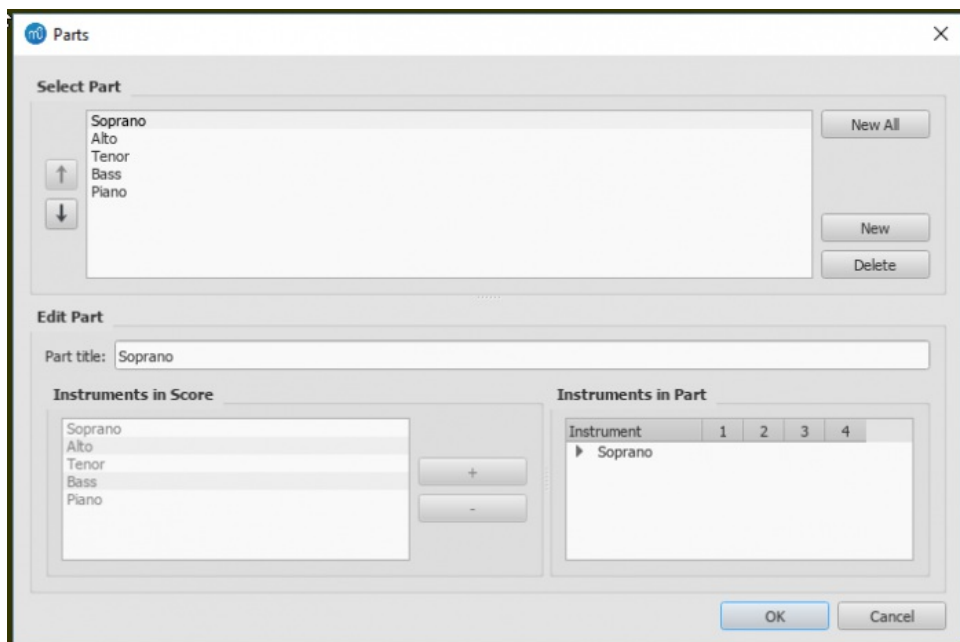 Parts
Select Part
Soprano
Alto
Tenor
Bass
Piano
New All
New
Delete
Edit Part
Part title: Soprano
Instruments in Score
Soprano
Alto
Tenor
Bass
Piano
+
-
Instruments in Part
Instrument 1 2 3 4
Soprano
OK Cancel